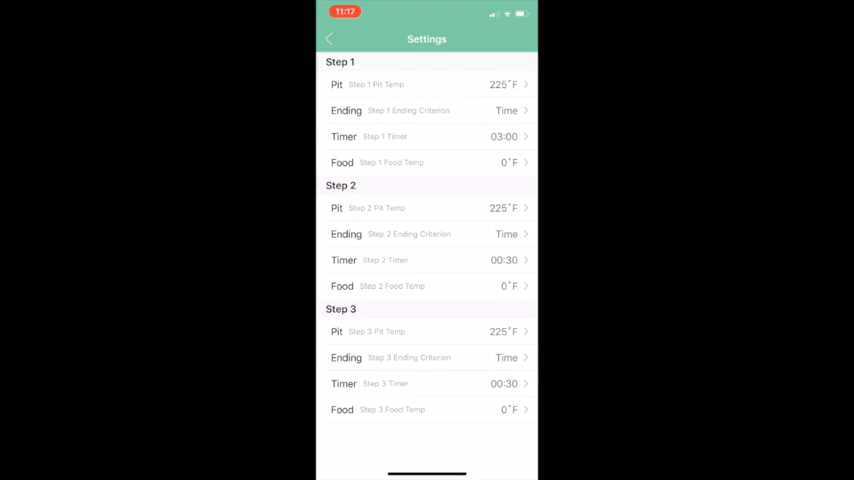 11:17
Settings
Step 1
Pit Step 1 Pit Temp 225°F
Ending Step 1 Ending Criterion Time
Timer Step 1 Timer 03:00
Food Step 1 Food Temp 0°F
Step 2
Pit Step 2 Pit Temp 225°F
Ending Step 2 Ending Criterion Time
Timer Step 2 Timer 00:30
Food Step 2 Food Temp 0°F
Step 3
Pit Step 3 Pit Temp 225°F
Ending Step 3 Ending Criterion Time
Timer Step 3 Timer 00:30
Food Step 3 Food Temp 0°F